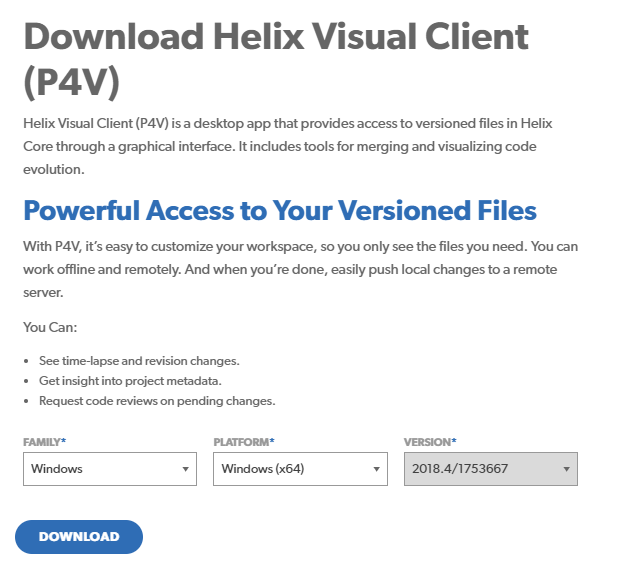 Download Helix Visual Client
(P4V)
Helix Visual Client (P4V) is a desktop app that provides access to versioned files in Helix
Core through a graphical interface. It includes tools for merging and visualizing code
evolution.
Powerful Access to Your Versioned Files
With P4V, it's easy to customize your workspace, so you only see the files you need. You can
work offline and remotely. And when you're done, easily push local changes to a remote
server.
You Can:
• See time-lapse and revision changes.
• Get insight into project metadata.
• Request code reviews on pending changes.
FAMILY* PLATFORM* VERSION*
Windows Windows (x64) 2018.4/1753667
DOWNLOAD